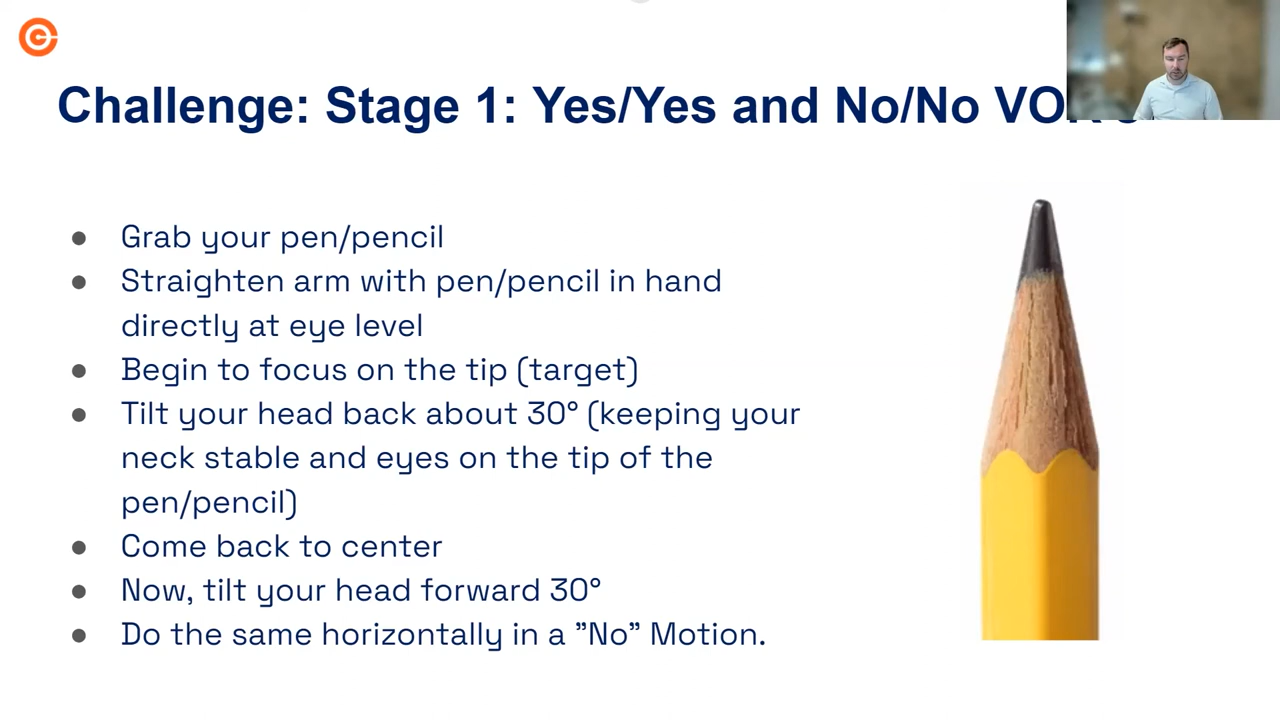 Challenge: Stage 1: Yes/Yes and No/No
● Grab your pen/pencil
● Straighten arm with pen/pencil in hand
directly at eye level
● Begin to focus on the tip (target)
● Tilt your head back about 30° (keeping your
neck stable and eyes on the tip of the
pen/pencil)
● Come back to center
● Now, tilt your head forward 30°
● Do the same horizontally in a ”No” Motion.